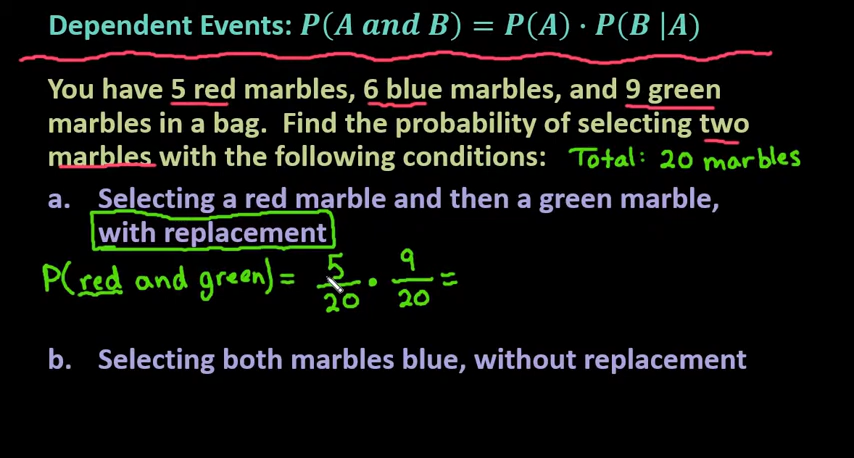 Dependent Events: P(A and B) = P(A) · P(B |A)
You have 5 red marbles, 6 blue marbles, and 9 green
marbles in a bag. Find the probability of selecting two
marbles with the following conditions: Total: 20 marbles
a. Selecting a red marble and then a green marble,
with replacement
P(red and green) = 5/20 · 9/20 =
b. Selecting both marbles blue, without replacement